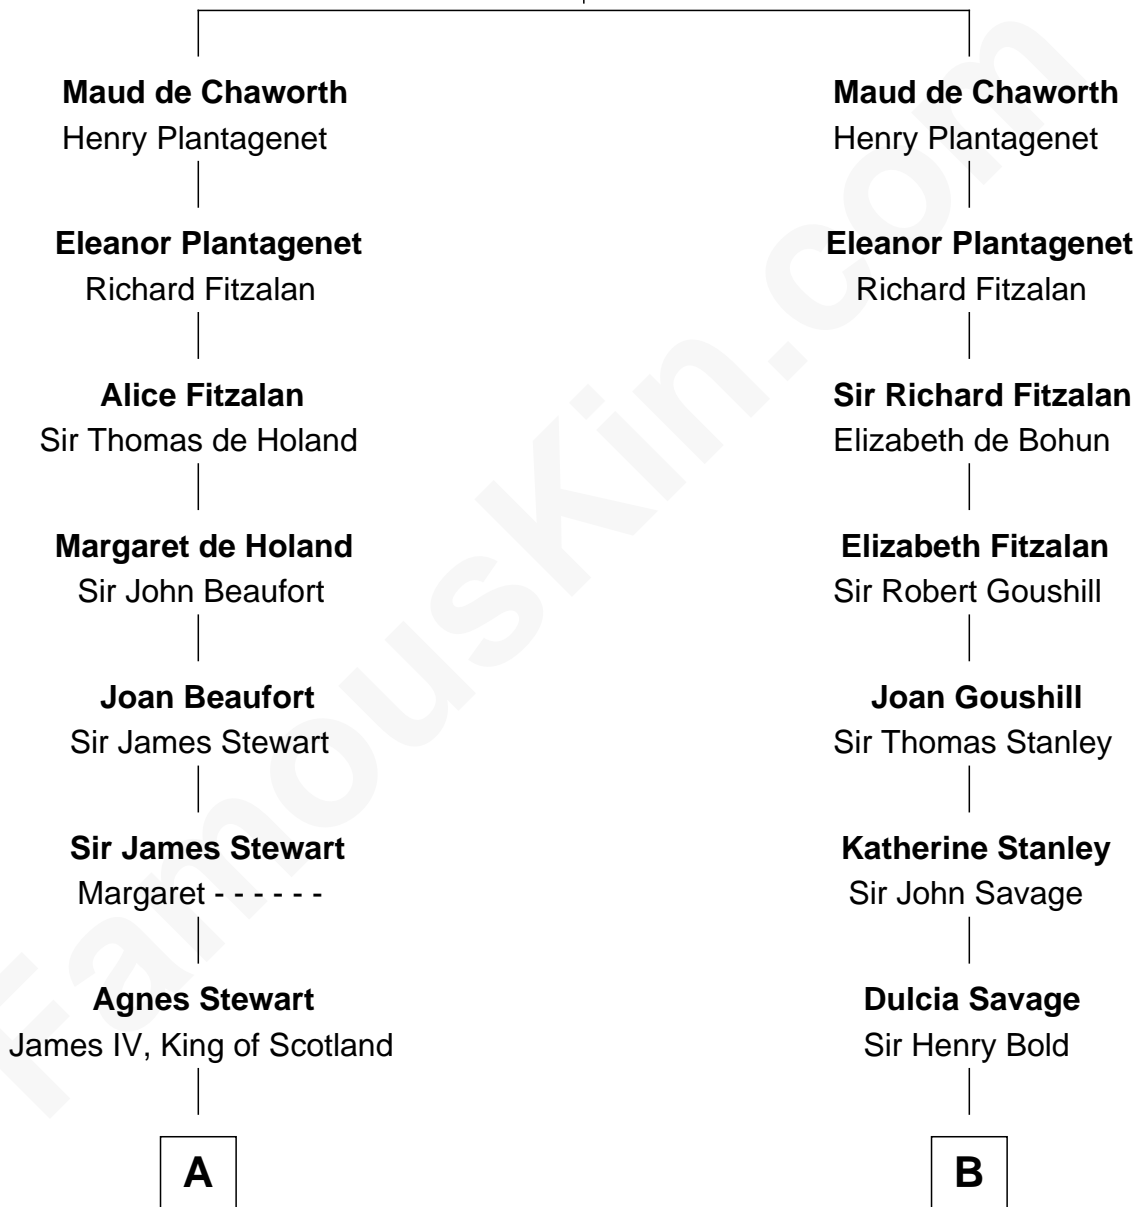 Maud de Chaworth
Henry Plantagenet
Eleanor Plantagenet
Richard Fitzalan
Alice Fitzalan
Sir Thomas de Holand
Margaret de Holand
Sir John Beaufort
Joan Beaufort
Sir James Stewart
Sir James Stewart
Margaret - - - - - -
Agnes Stewart
James IV, King of Scotland
A
Maud de Chaworth
Henry Plantagenet
Eleanor Plantagenet
Richard Fitzalan
Sir Richard Fitzalan
Elizabeth de Bohun
Elizabeth Fitzalan
Sir Robert Goushill
Joan Goushill
Sir Thomas Stanley
Katherine Stanley
Sir John Savage
Dulcia Savage
Sir Henry Bold
B
FamousKin.com